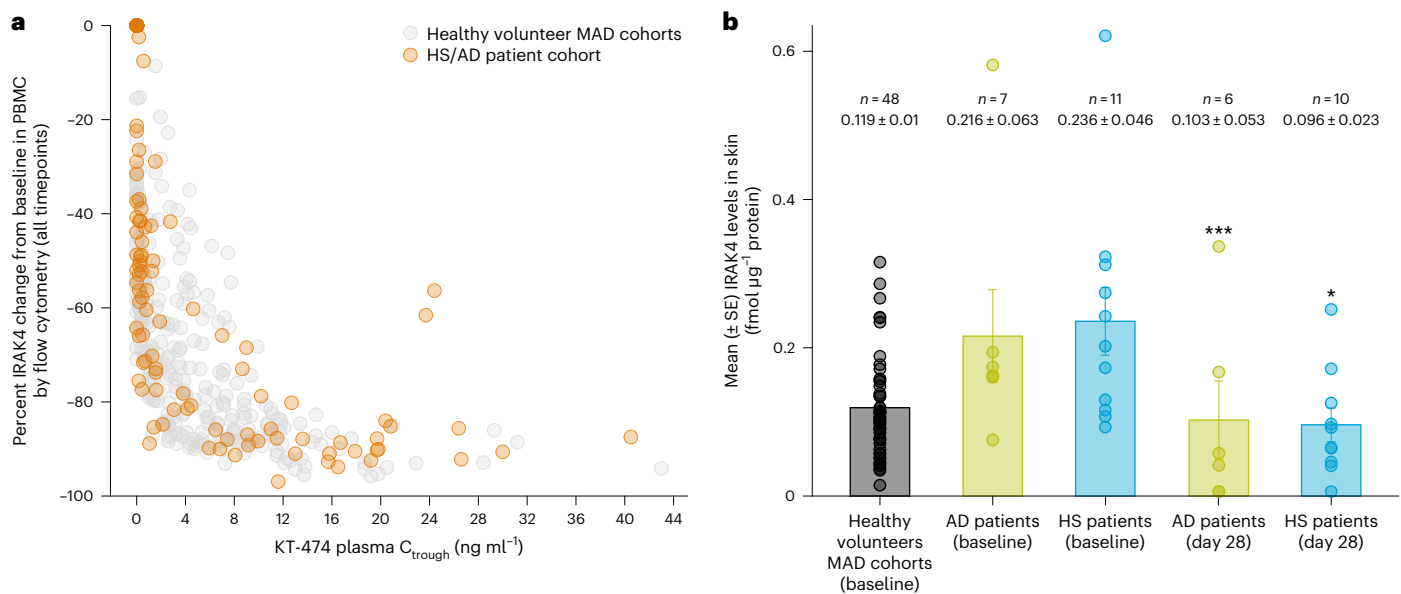 a
Percent IRAK4 change from baseline in PBMC
by flow cytometry (all timepoints)
0
–20
–40
–60
–80
–100
Healthy volunteer MAD cohorts
HS/AD patient cohort
0 4 8 12 16 20 24 28 32 36 40 44
KT-474 plasma Ctrough (ng ml⁻¹)
b
Mean (± SE) IRAK4 levels in skin
(fmol µg⁻¹ protein)
0.6
0.4
0.2
0
n = 48 n = 7 n = 11 n = 6 n = 10
0.119 ± 0.01 0.216 ± 0.063 0.236 ± 0.046 0.103 ± 0.053 0.096 ± 0.023
***
*
Healthy
volunteers
MAD cohorts
(baseline)
AD patients
(baseline)
HS patients
(baseline)
AD patients
(day 28)
HS patients
(day 28)